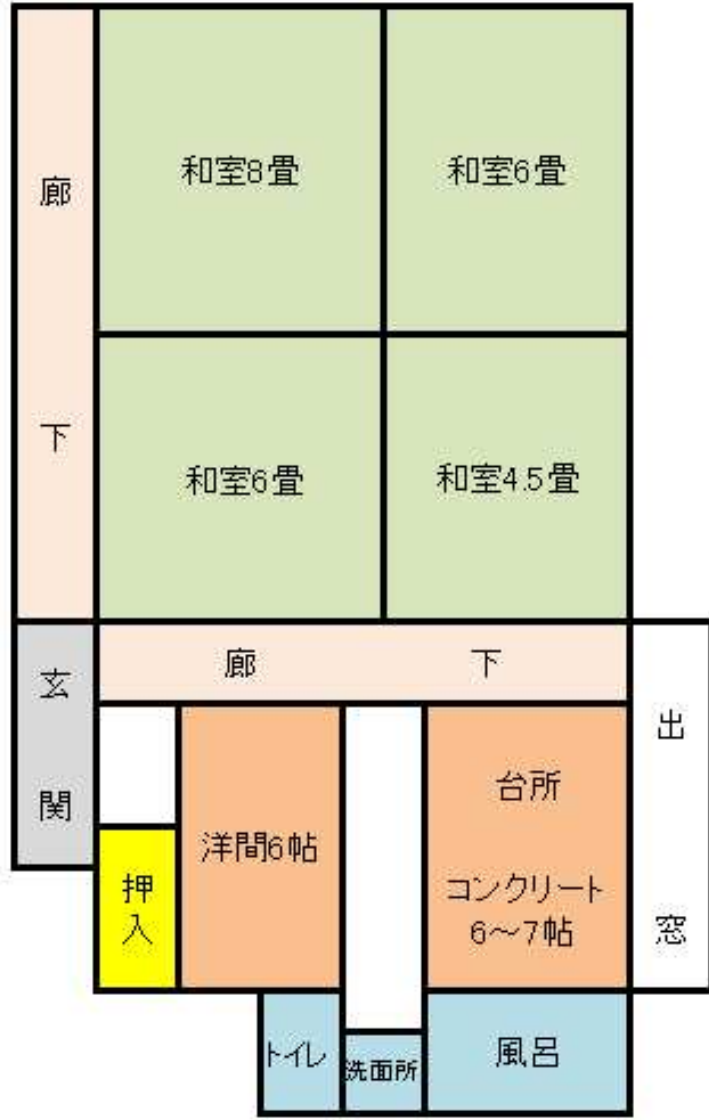 和室8畳
和室6畳
廊下
和室6畳
和室4.5畳
玄関
廊下
出窓
洋間6帖
台所
コンクリート
6～7帖
押入
トイレ
洗面所
風呂